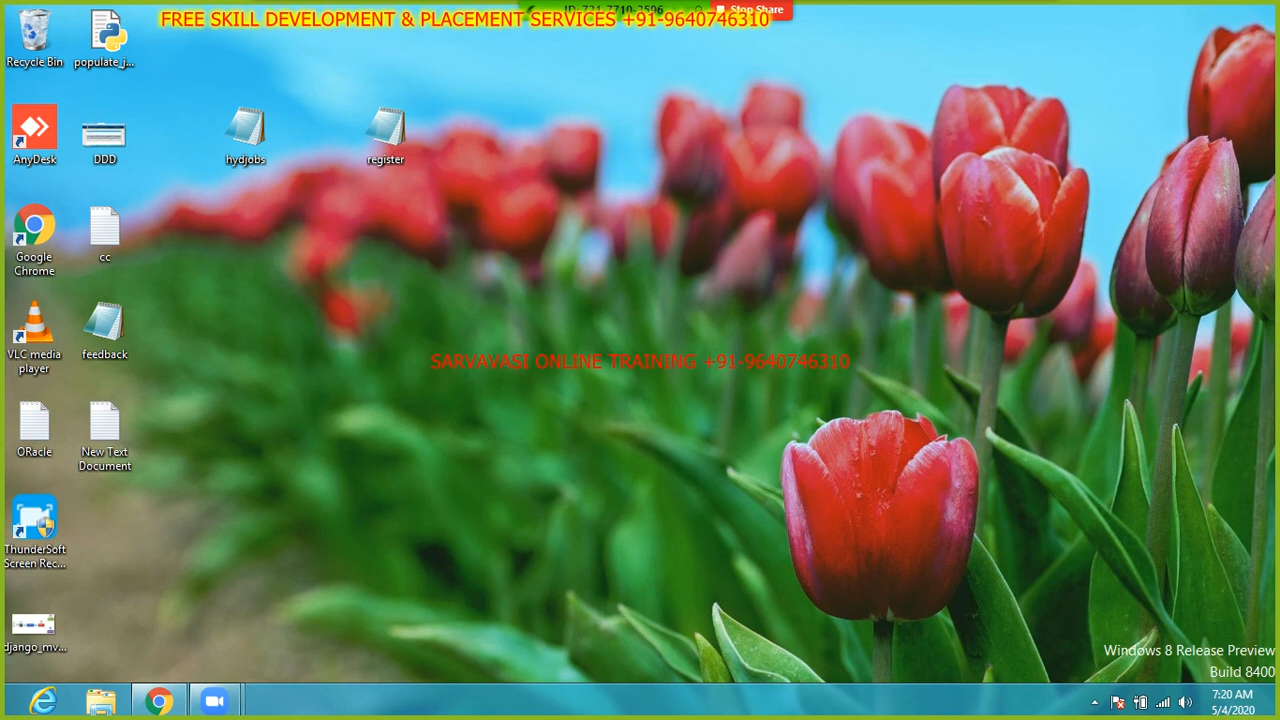 FREE SKILL DEVELOPMENT & PLACEMENT SERVICES +91-9640746310
Stop Share
Recycle Bin
populate_j...
AnyDesk
DDD
hydjobs
register
Google
Chrome
cc
VLC media
player
feedback
SARVAVASI ONLINE TRAINING +91-9640746310
ORacle
New Text
Document
ThunderSoft
Screen Rec...
django_mv...
Windows 8 Release Preview
Build 8400
7:20 AM
5/4/2020